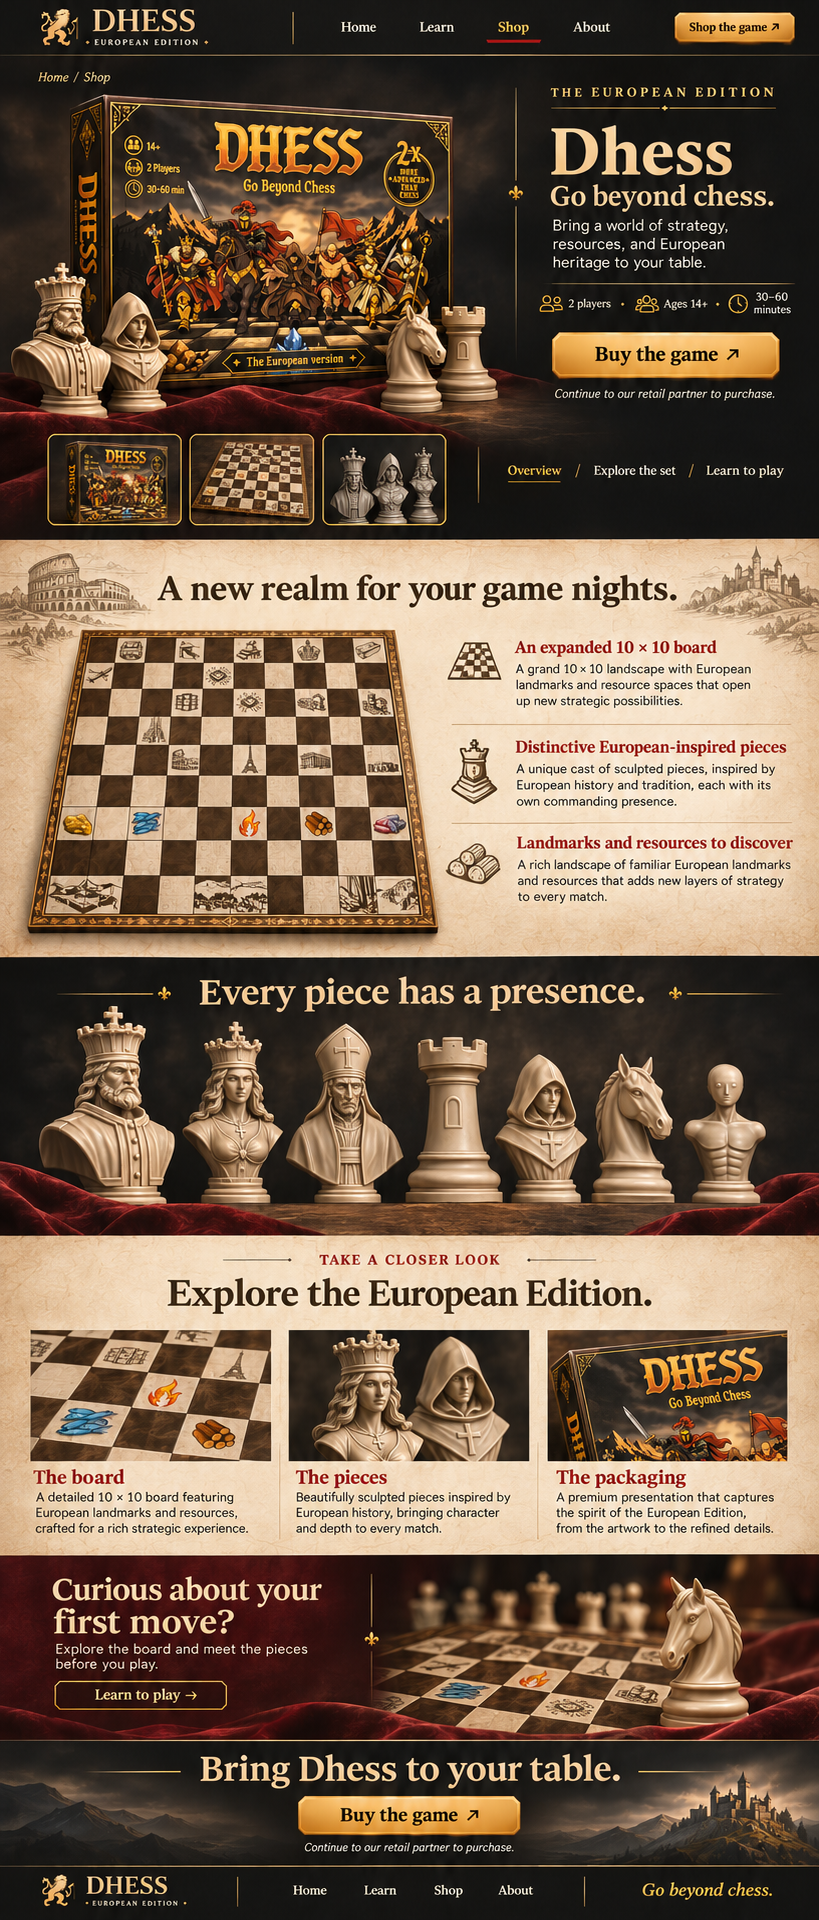 DHESS
• EUROPEAN EDITION •
Home
Learn
Shop
About
Shop the game ↗
Home / Shop
THE EUROPEAN EDITION
Dhess
Go beyond chess.
Bring a world of strategy,
resources, and European
heritage to your table.
2 players • Ages 14+ • 30–60
minutes
Buy the game ↗
Continue to our retail partner to purchase.
14+
2 Players
30-60 min
DHESS
Go Beyond Chess
2x
MORE
ADVANCED
THAN
CHESS
DHESS
The European version
DHESS
DHESS
Overview / Explore the set / Learn to play
A new realm for your game nights.
An expanded 10 × 10 board
A grand 10 × 10 landscape with European
landmarks and resource spaces that open
up new strategic possibilities.
Distinctive European-inspired pieces
A unique cast of sculpted pieces, inspired by
European history and tradition, each with its
own commanding presence.
Landmarks and resources to discover
A rich landscape of familiar European landmarks
and resources that adds new layers of strategy
to every match.
Every piece has a presence.
TAKE A CLOSER LOOK
Explore the European Edition.
DHESS
Go Beyond Chess
DHESS
The board
A detailed 10 × 10 board featuring
European landmarks and resources,
crafted for a rich strategic experience.
The pieces
Beautifully sculpted pieces inspired by
European history, bringing character
and depth to every match.
The packaging
A premium presentation that captures
the spirit of the European Edition,
from the artwork to the refined details.
Curious about your
first move?
Explore the board and meet the pieces
before you play.
Learn to play →
Bring Dhess to your table.
Buy the game ↗
Continue to our retail partner to purchase.
DHESS
• EUROPEAN EDITION •
Home
Learn
Shop
About
Go beyond chess.